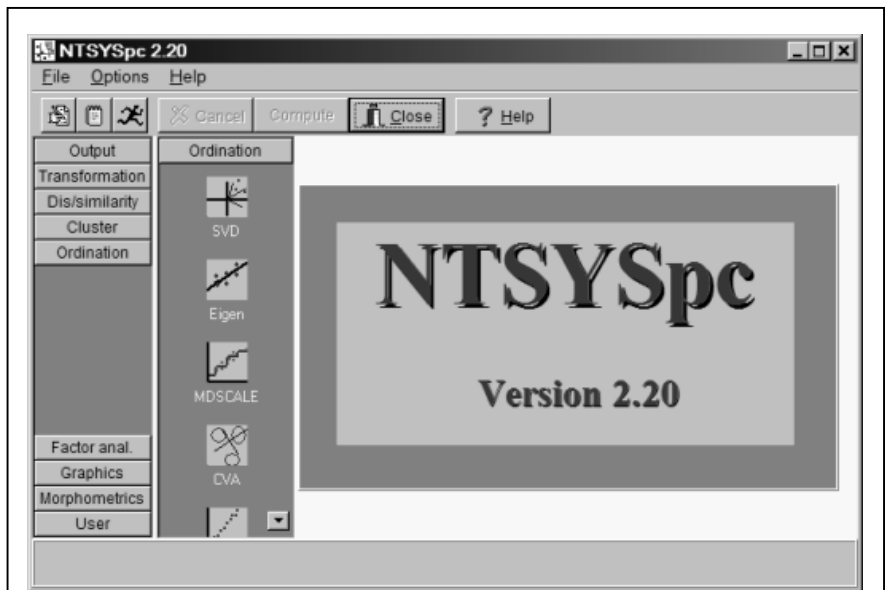 NTSYSpc 2.20
File Options Help
Cancel Compute Close ? Help
Output
Transformation
Dis/similarity
Cluster
Ordination
Factor anal.
Graphics
Morphometrics
User
Ordination
SVD
Eigen
MDSCALE
CVA
NTSYSpc
Version 2.20